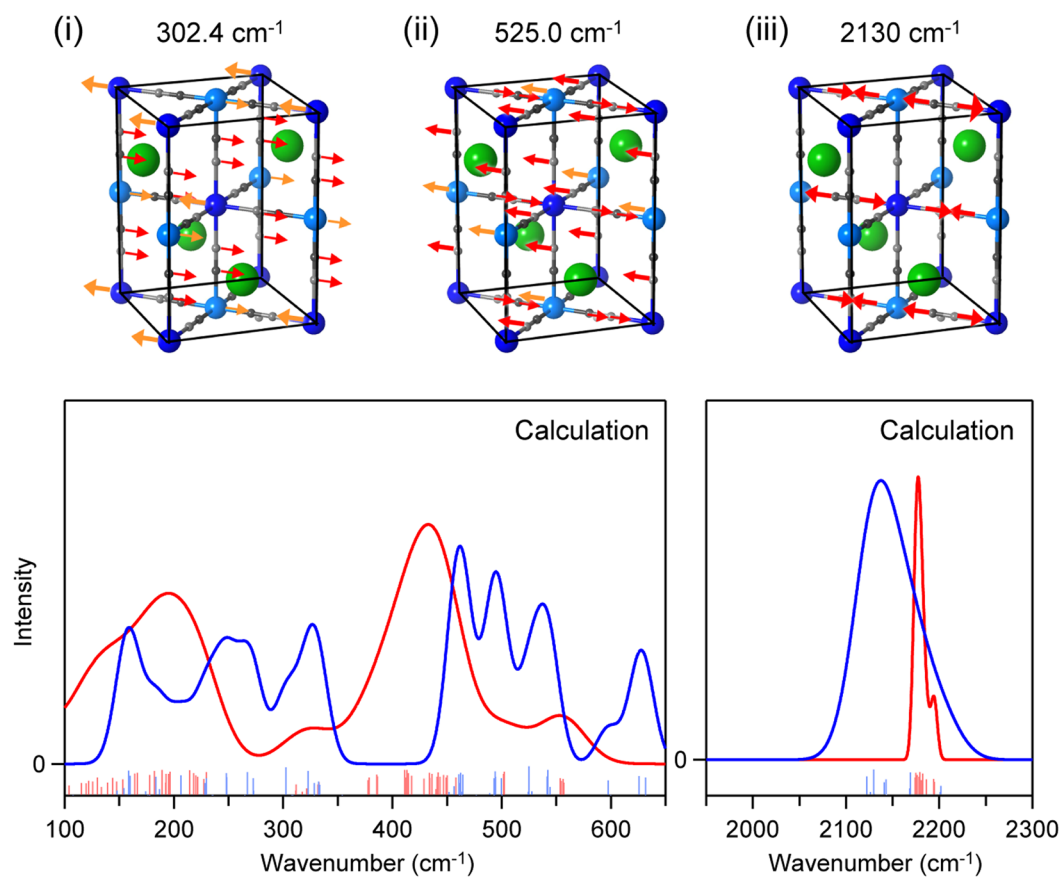 (i) 302.4 cm⁻¹ (ii) 525.0 cm⁻¹ (iii) 2130 cm⁻¹
Calculation Calculation
Intensity
0 0
100 200 300 400 500 600 2000 2100 2200 2300
Wavenumber (cm⁻¹) Wavenumber (cm⁻¹)